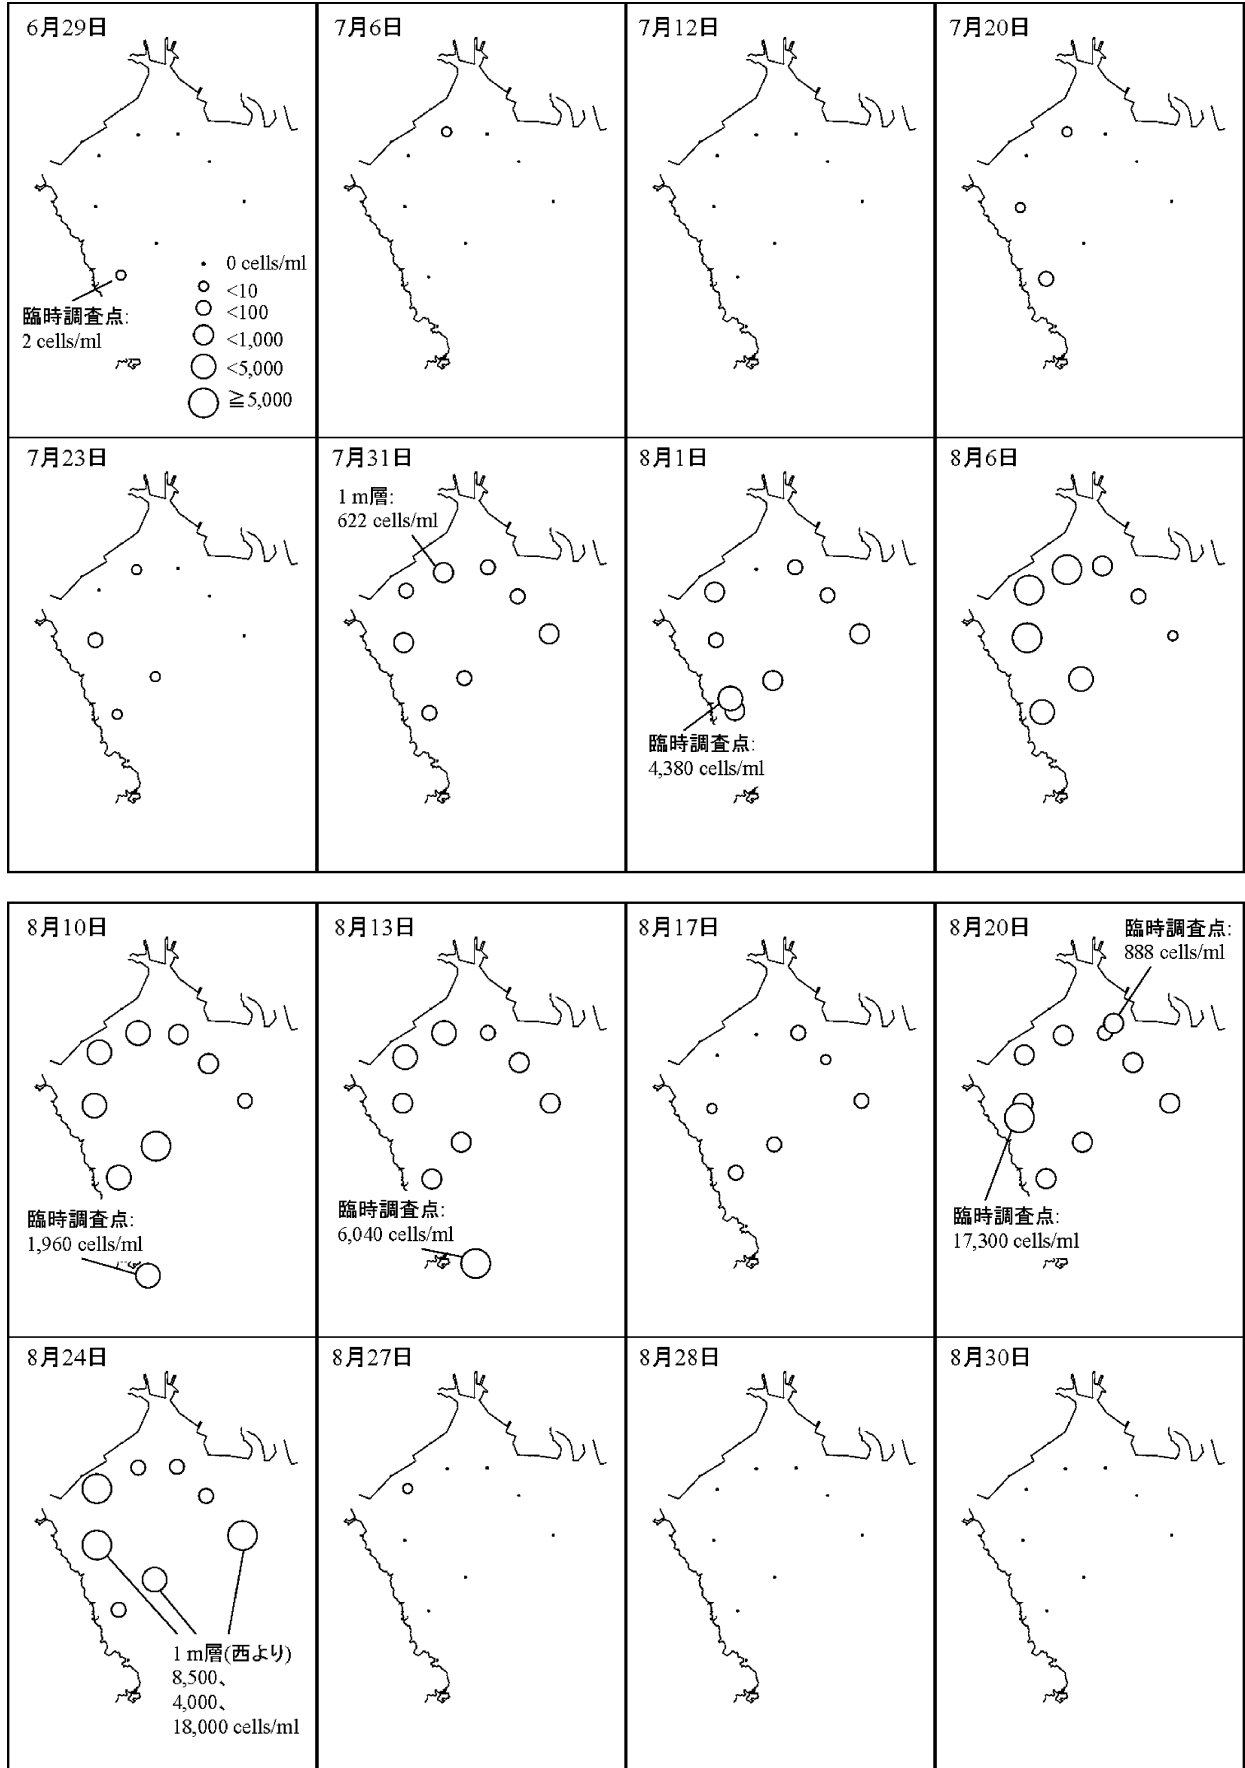 6月29日
0 cells/ml
<10
<100
<1,000
<5,000
≧5,000
臨時調査点:
2 cells/ml
7月6日
7月12日
7月20日
7月23日
7月31日
1 m層:
622 cells/ml
8月1日
臨時調査点:
4,380 cells/ml
8月6日
8月10日
臨時調査点:
1,960 cells/ml
8月13日
臨時調査点:
6,040 cells/ml
8月17日
8月20日
臨時調査点:
888 cells/ml
臨時調査点:
17,300 cells/ml
8月24日
1 m層(西より)
8,500、
4,000、
18,000 cells/ml
8月27日
8月28日
8月30日